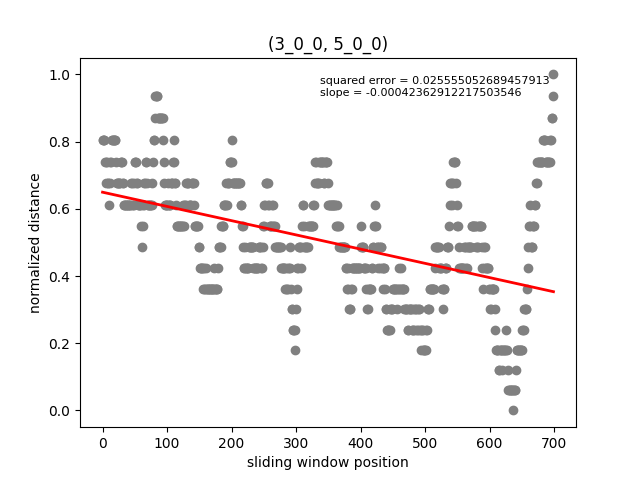 (3_0_0, 5_0_0)
squared error = 0.025555052689457913
slope = -0.00042362912217503546
normalized distance
1.0
0.8
0.6
0.4
0.2
0.0
0 100 200 300 400 500 600 700
sliding window position